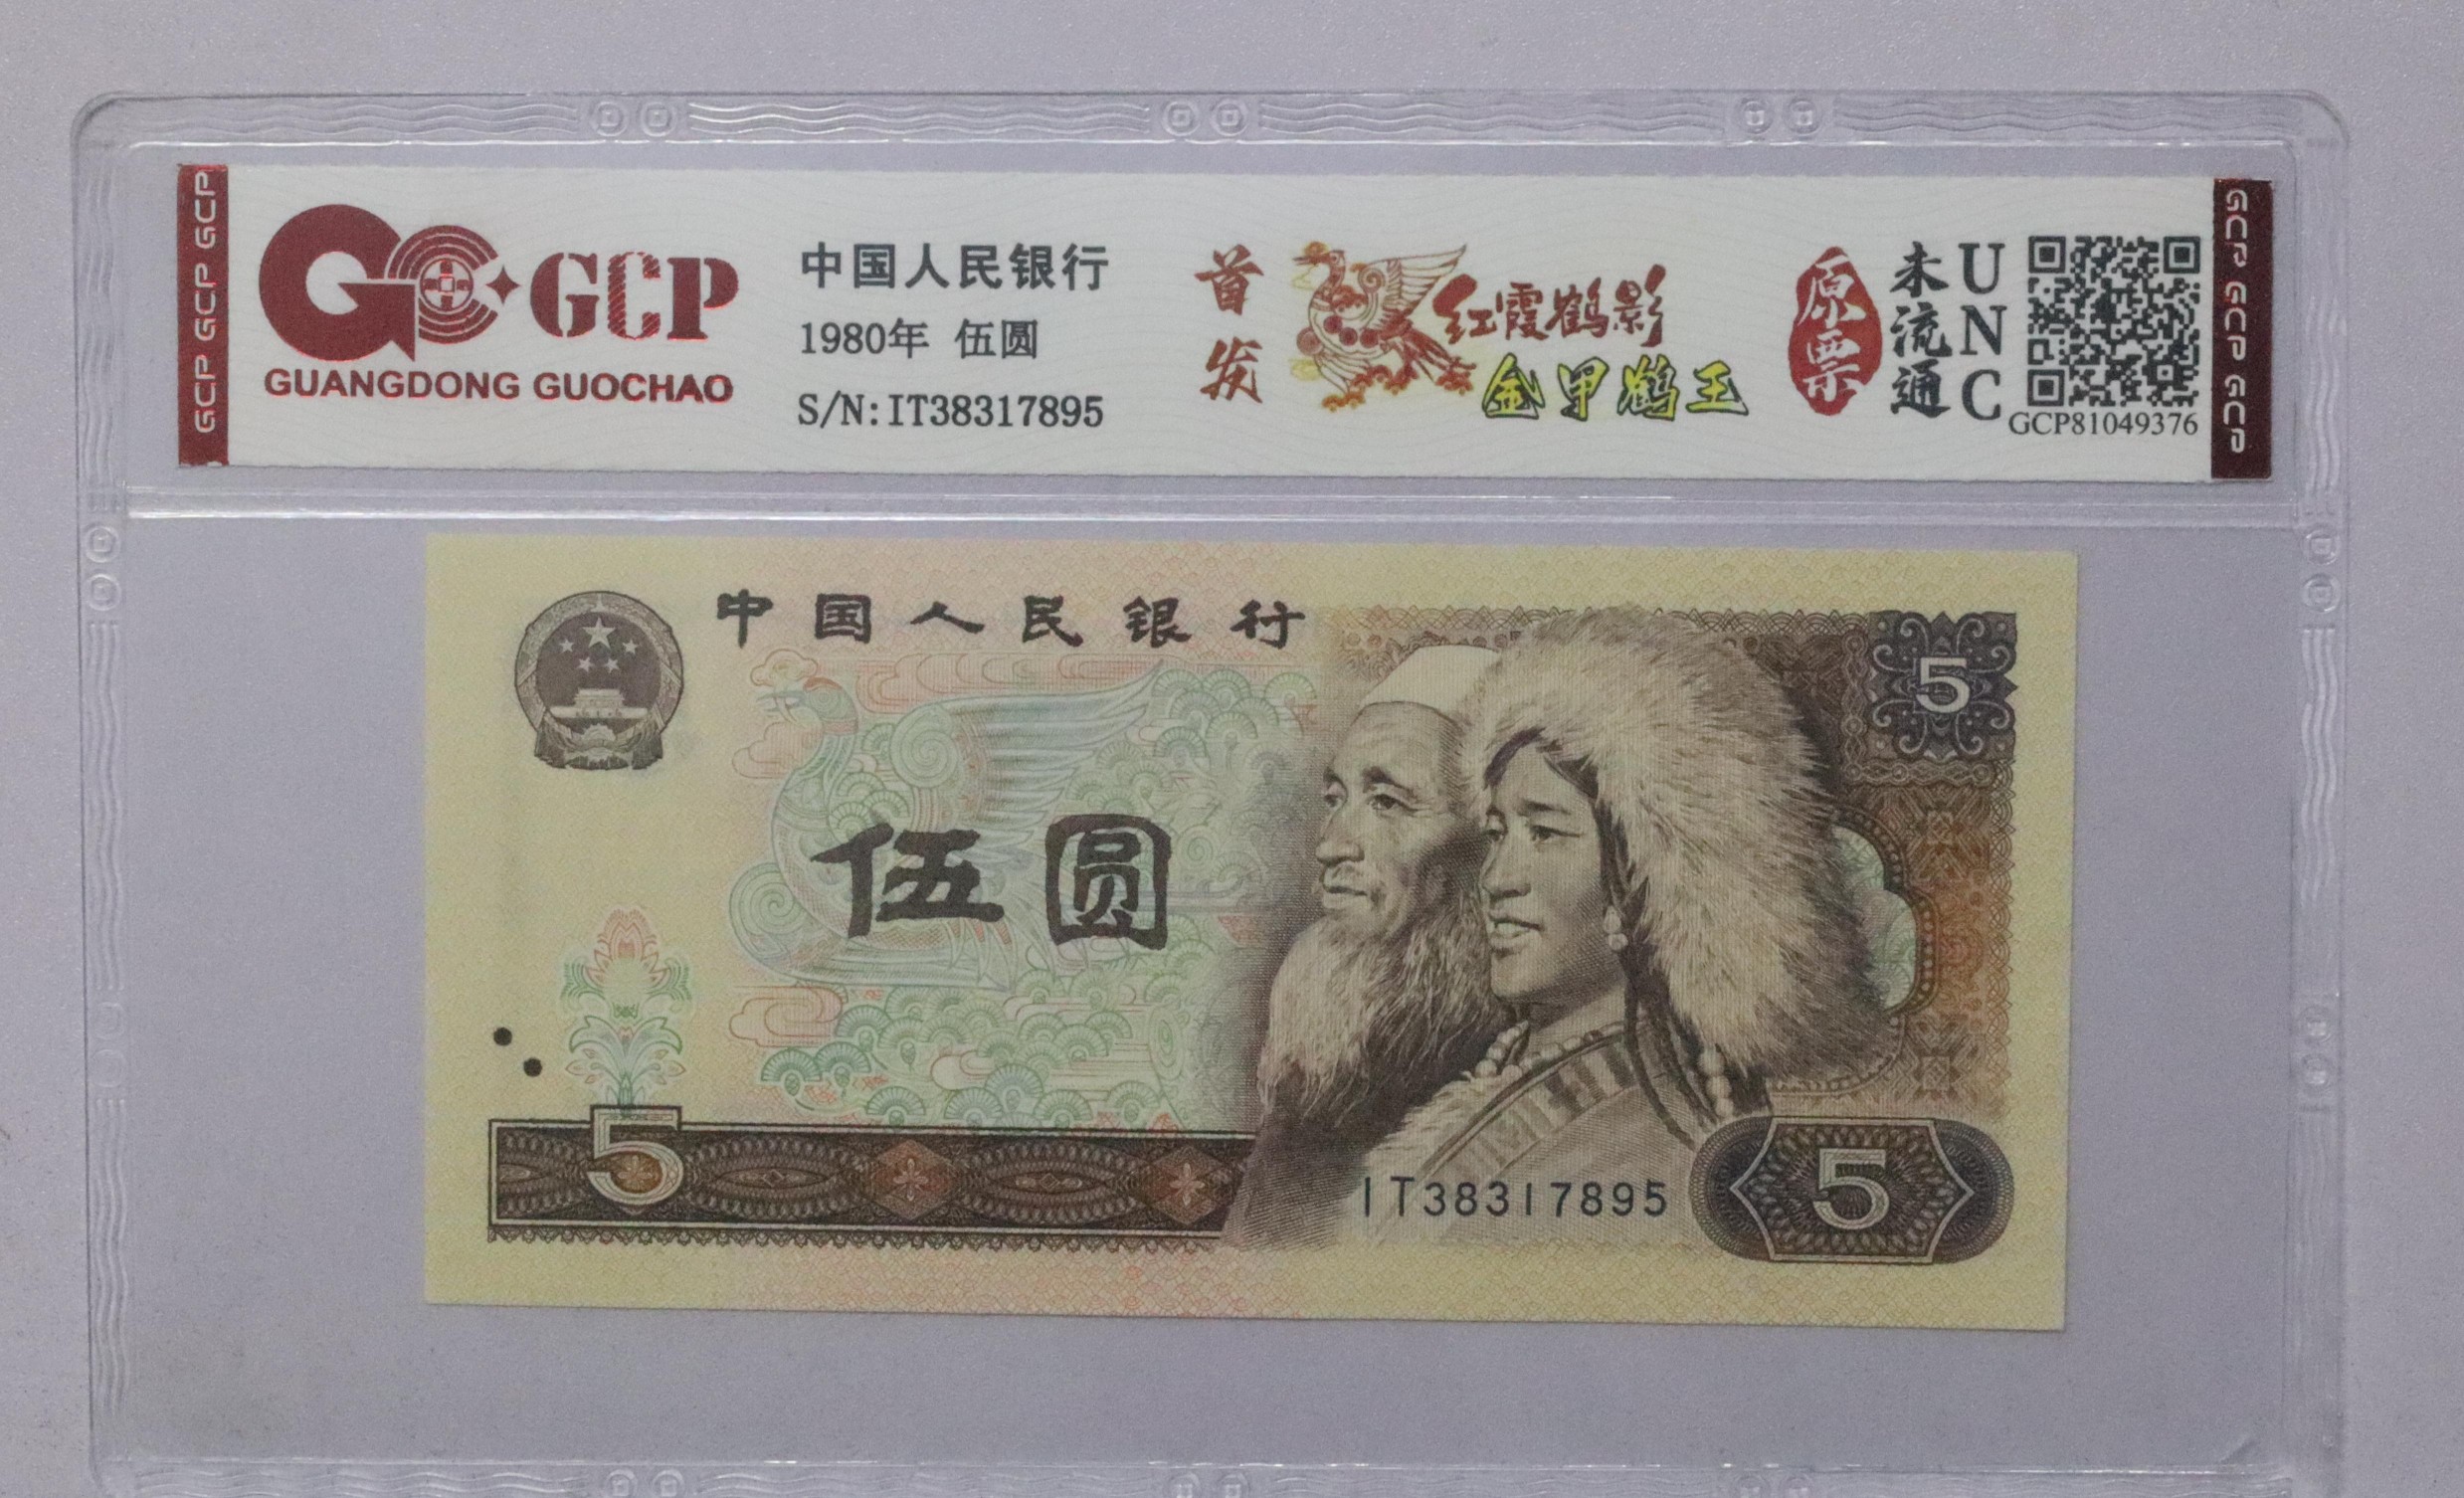 GCP GCP GCP
GCP
GUANGDONG GUOCHAO
中国人民银行
1980年 伍圆
S/N:IT38317895
首发
红霞鹤影
金甲鹤王
原票
未流通
UNC
GCP81049376
GCP GCP GCP
中国人民银行
5
伍圆
5
IT38317895
5